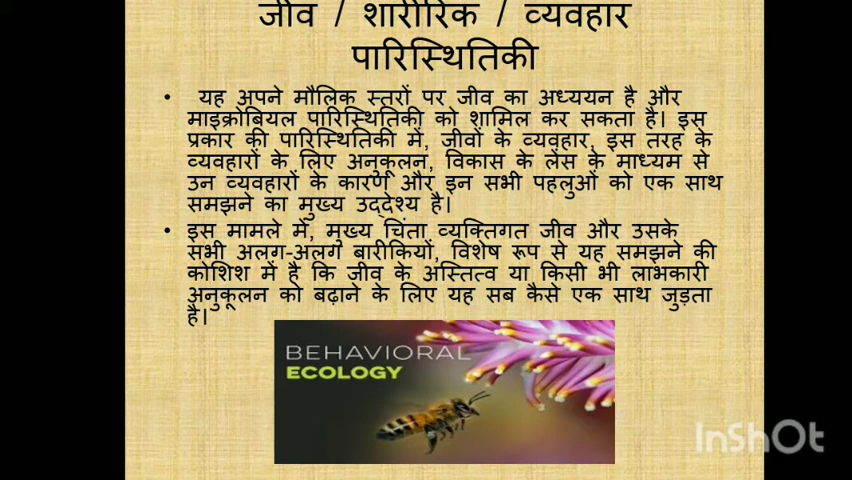 जीव / शारीरिक / व्यवहार
पारिस्थितिकी
• यह अपने मौलिक स्तरों पर जीव का अध्ययन है और
माइक्रोबियल पारिस्थितिकी को शामिल कर सकता है। इस
प्रकार की पारिस्थितिकी में, जीवों के व्यवहार, इस तरह के
व्यवहारों के लिए अनुकूलन, विकास के लेंस के माध्यम से
उन व्यवहारों के कारण और इन सभी पहलुओं को एक साथ
समझने का मुख्य उद्देश्य है।
• इस मामले में, मुख्य चिंता व्यक्तिगत जीव और उसके
सभी अलग-अलग बारीकियों, विशेष रूप से यह समझने की
कोशिश में है कि जीव के अस्तित्व या किसी भी लाभकारी
अनुकूलन को बढ़ाने के लिए यह सब कैसे एक साथ जुड़ता
है।
BEHAVIORAL
ECOLOGY
InShOt